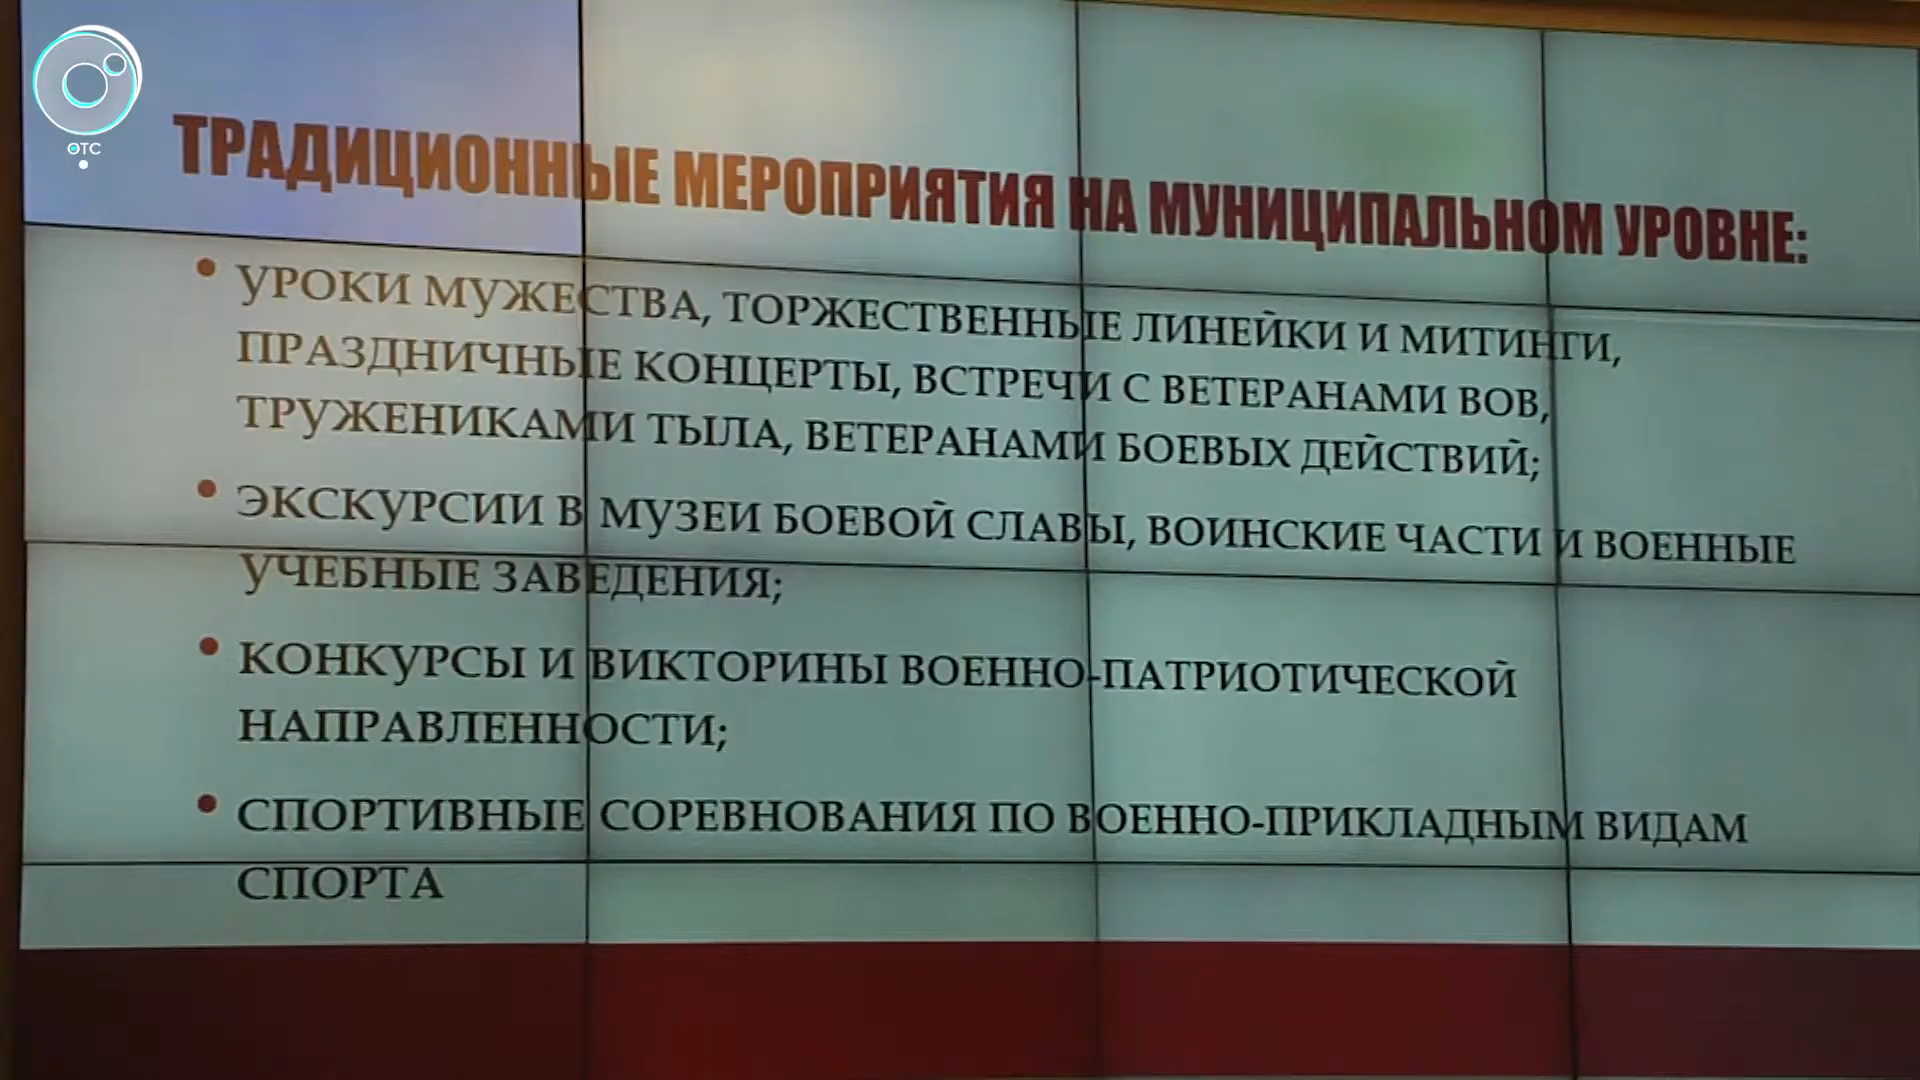 ОТС
ТРАДИЦИОННЫЕ МЕРОПРИЯТИЯ НА МУНИЦИПАЛЬНОМ УРОВНЕ:
• УРОКИ МУЖЕСТВА, ТОРЖЕСТВЕННЫЕ ЛИНЕЙКИ И МИТИНГИ,
ПРАЗДНИЧНЫЕ КОНЦЕРТЫ, ВСТРЕЧИ С ВЕТЕРАНАМИ ВОВ,
ТРУЖЕНИКАМИ ТЫЛА, ВЕТЕРАНАМИ БОЕВЫХ ДЕЙСТВИЙ;
• ЭКСКУРСИИ В МУЗЕИ БОЕВОЙ СЛАВЫ, ВОИНСКИЕ ЧАСТИ И ВОЕННЫЕ
УЧЕБНЫЕ ЗАВЕДЕНИЯ;
• КОНКУРСЫ И ВИКТОРИНЫ ВОЕННО-ПАТРИОТИЧЕСКОЙ
НАПРАВЛЕННОСТИ;
• СПОРТИВНЫЕ СОРЕВНОВАНИЯ ПО ВОЕННО-ПРИКЛАДНЫМ ВИДАМ
СПОРТА